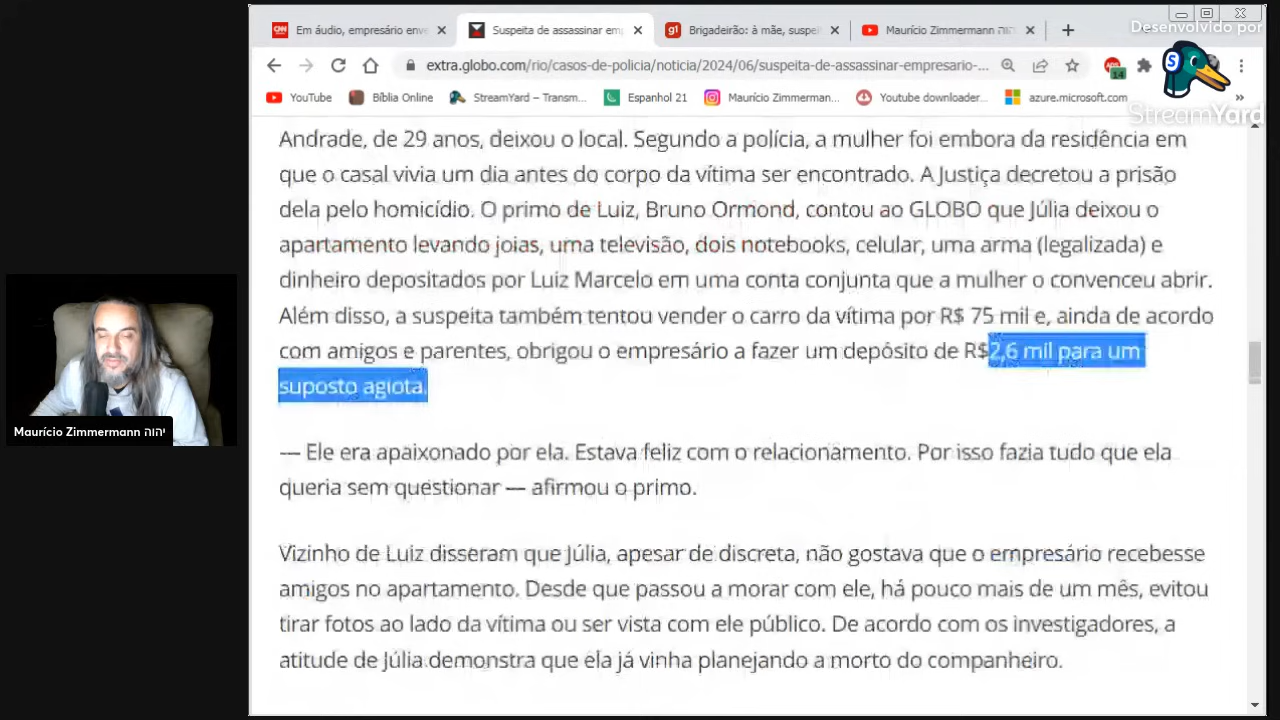 Em áudio, empresário env
Suspeita de assassinar em
Brigadeirão: à mãe, suspei
Maurício Zimmermann יהוה
Desenvolvido por
extra.globo.com/rio/casos-de-policia/noticia/2024/06/suspeita-de-assassinar-empresario-...
14
StreamYard
YouTube
Bíblia Online
StreamYard – Transm...
Espanhol 21
Maurício Zimmerman...
Youtube downloader...
azure.microsoft.com
»
Andrade, de 29 anos, deixou o local. Segundo a polícia, a mulher foi embora da residência em
que o casal vivia um dia antes do corpo da vítima ser encontrado. A Justiça decretou a prisão
dela pelo homicídio. O primo de Luiz, Bruno Ormond, contou ao GLOBO que Júlia deixou o
apartamento levando joias, uma televisão, dois notebooks, celular, uma arma (legalizada) e
dinheiro depositados por Luiz Marcelo em uma conta conjunta que a mulher o convenceu abrir.
Além disso, a suspeita também tentou vender o carro da vítima por R$ 75 mil e, ainda de acordo
com amigos e parentes, obrigou o empresário a fazer um depósito de R$2,6 mil para um
suposto agiota.
Maurício Zimmermann יהוה
— Ele era apaixonado por ela. Estava feliz com o relacionamento. Por isso fazia tudo que ela
queria sem questionar — afirmou o primo.
Vizinho de Luiz disseram que Júlia, apesar de discreta, não gostava que o empresário recebesse
amigos no apartamento. Desde que passou a morar com ele, há pouco mais de um mês, evitou
tirar fotos ao lado da vítima ou ser vista com ele público. De acordo com os investigadores, a
atitude de Júlia demonstra que ela já vinha planejando a morto do companheiro.